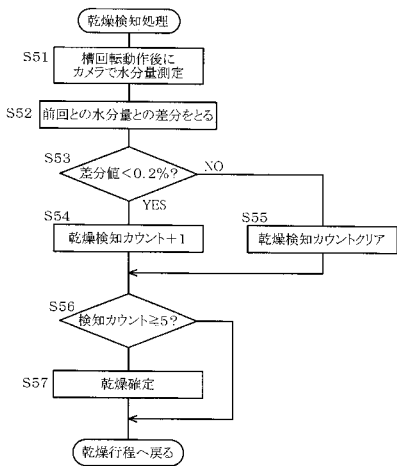 乾燥検知処理
S51
槽回転動作後に
カメラで水分量測定
S52
前回との水分量との差分をとる
S53
差分値<0.2%?
NO
YES
S54
乾燥検知カウント+1
S55
乾燥検知カウントクリア
S56
検知カウント≧5?
S57
乾燥確定
乾燥行程へ戻る